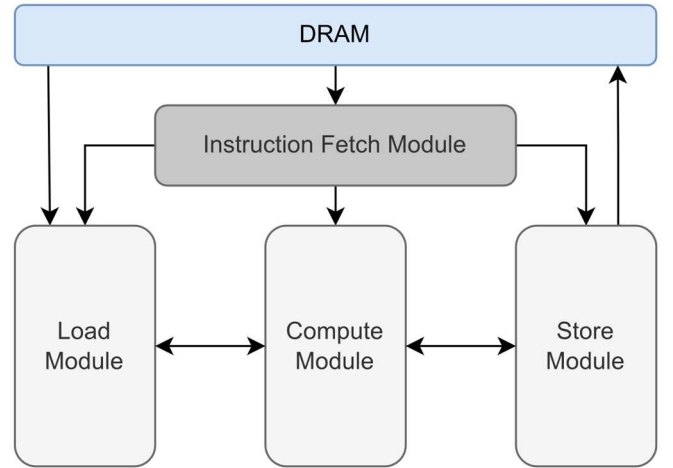 DRAM
Instruction Fetch Module
Load
Module
Compute
Module
Store
Module